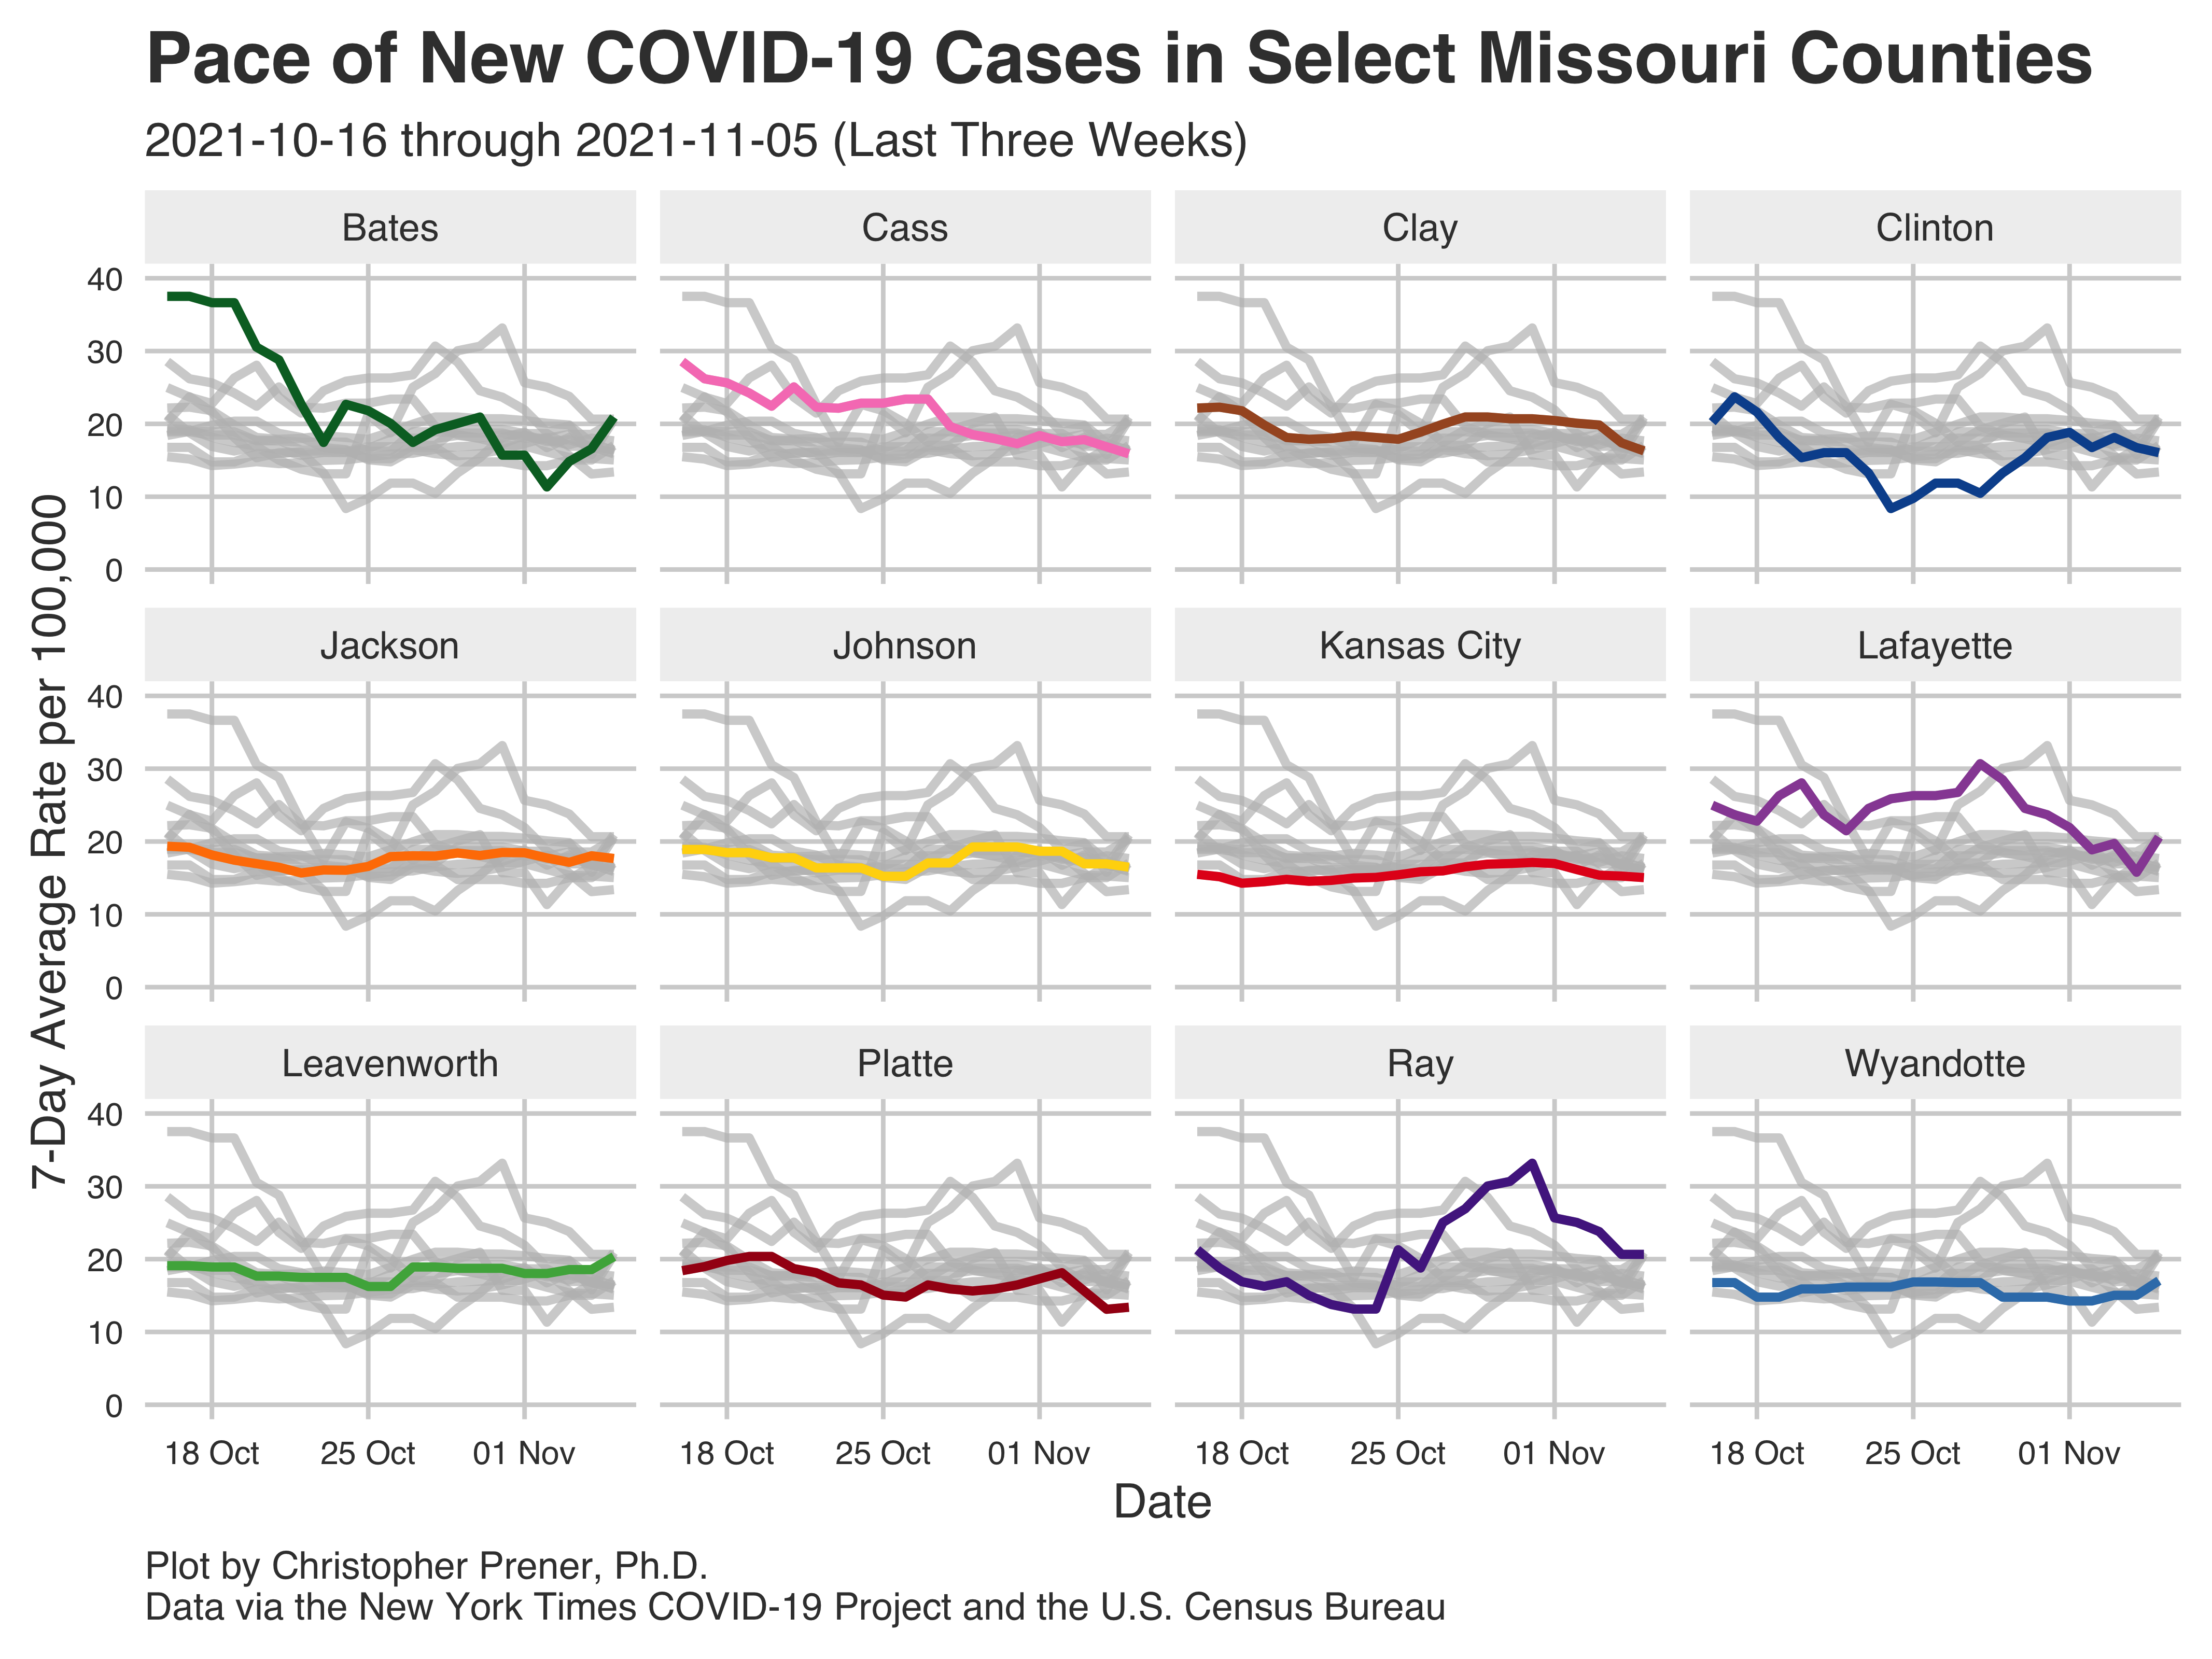 Pace of New COVID-19 Cases in Select Missouri Counties
2021-10-16 through 2021-11-05 (Last Three Weeks)
7-Day Average Rate per 100,000
Bates
Cass
Clay
Clinton
40
30
20
10
0
Jackson
Johnson
Kansas City
Lafayette
40
30
20
10
0
Leavenworth
Platte
Ray
Wyandotte
40
30
20
10
0
18 Oct 25 Oct 01 Nov
18 Oct 25 Oct 01 Nov
18 Oct 25 Oct 01 Nov
18 Oct 25 Oct 01 Nov
Date
Plot by Christopher Prener, Ph.D.
Data via the New York Times COVID-19 Project and the U.S. Census Bureau